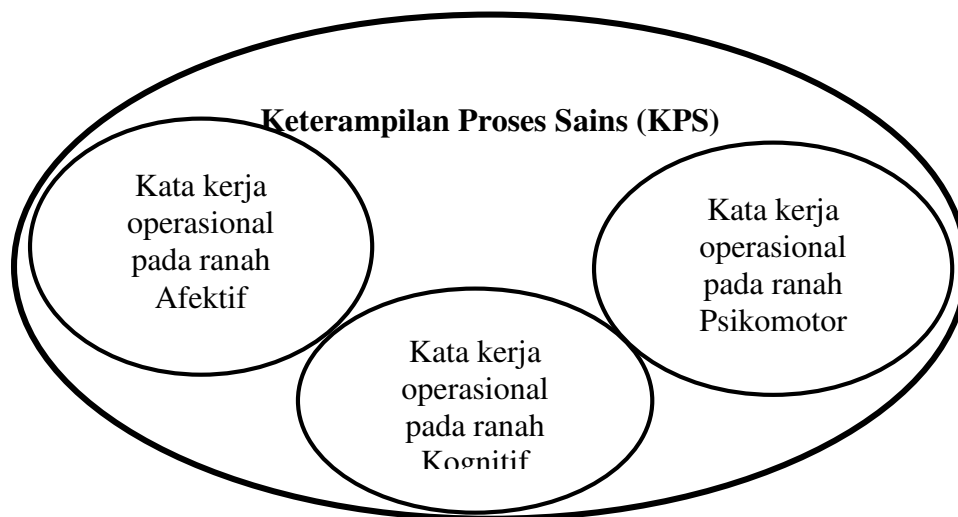 Keterampilan Proses Sains (KPS)
Kata kerja
operasional
pada ranah
Afektif
Kata kerja
operasional
pada ranah
Kognitif
Kata kerja
operasional
pada ranah
Psikomotor